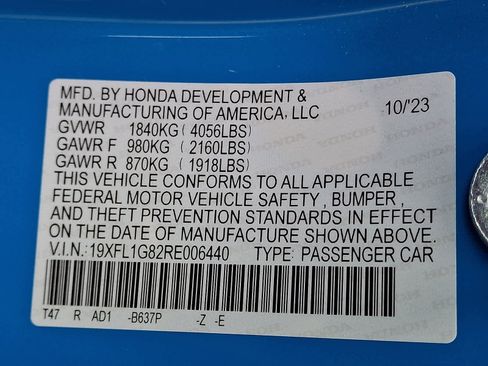 MFD. BY HONDA DEVELOPMENT &
MANUFACTURING OF AMERICA, LLC 10/'23
GVWR 1840KG (4056LBS)
GAWR F 980KG (2160LBS)
GAWR R 870KG (1918LBS)
THIS VEHICLE CONFORMS TO ALL APPLICABLE
FEDERAL MOTOR VEHICLE SAFETY , BUMPER ,
AND THEFT PREVENTION STANDARDS IN EFFECT
ON THE DATE OF MANUFACTURE SHOWN ABOVE.
V.I.N.:19XFL1G82RE006440 TYPE: PASSENGER CAR
T47 R AD1 -B637P -Z -E